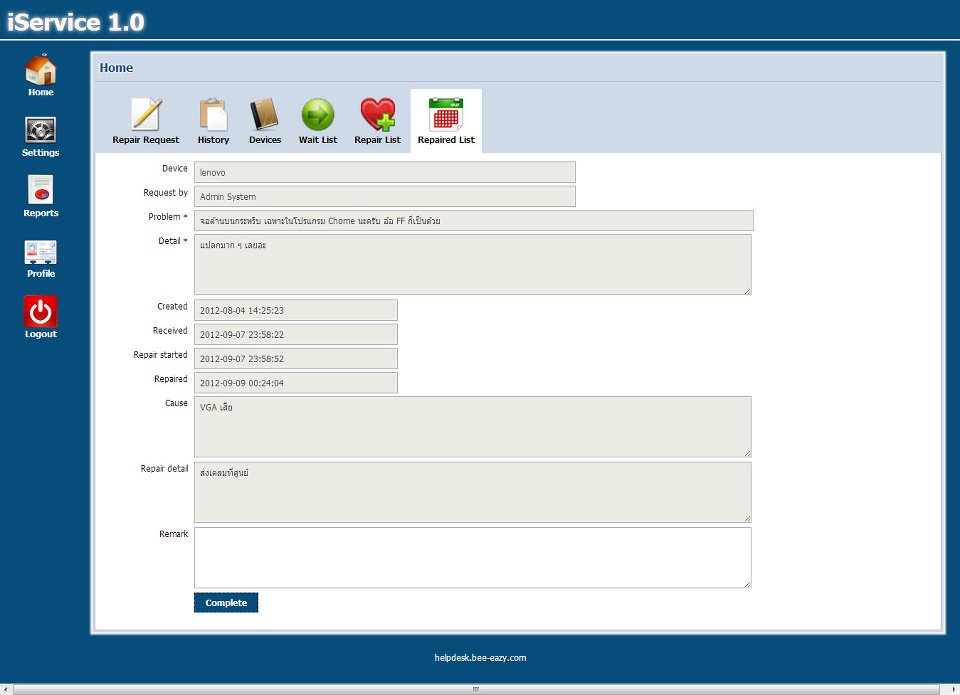 iService 1.0
Home
Home
Settings
Reports
Profile
Logout
Repair Request
History
Devices
Wait List
Repair List
Repaired List
Device
lenovo
Request by
Admin System
Problem *
จอด้านบนกระพริบ เฉพาะในโปรแกรม Chome นะครับ อ๋อ FF ก็เป็นด้วย
Detail *
แปลกมาก ๆ เลยอะ
Created
2012-08-04 14:25:23
Received
2012-09-07 23:58:22
Repair started
2012-09-07 23:58:52
Repaired
2012-09-09 00:24:04
Cause
VGA เสีย
Repair detail
ส่งเคลมที่ศูนย์
Remark
Complete
helpdesk.bee-eazy.com